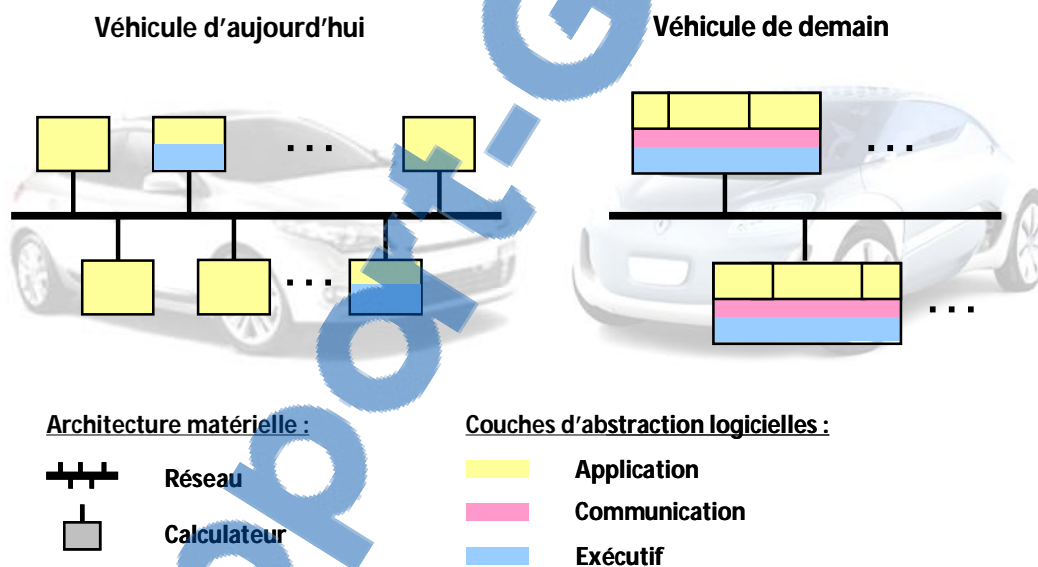 Véhicule d'aujourd'hui
Véhicule de demain
. . .
. . .
. . .
. . .
Architecture matérielle :
Réseau
Calculateur
Couches d'abstraction logicielles :
Application
Communication
Exécutif